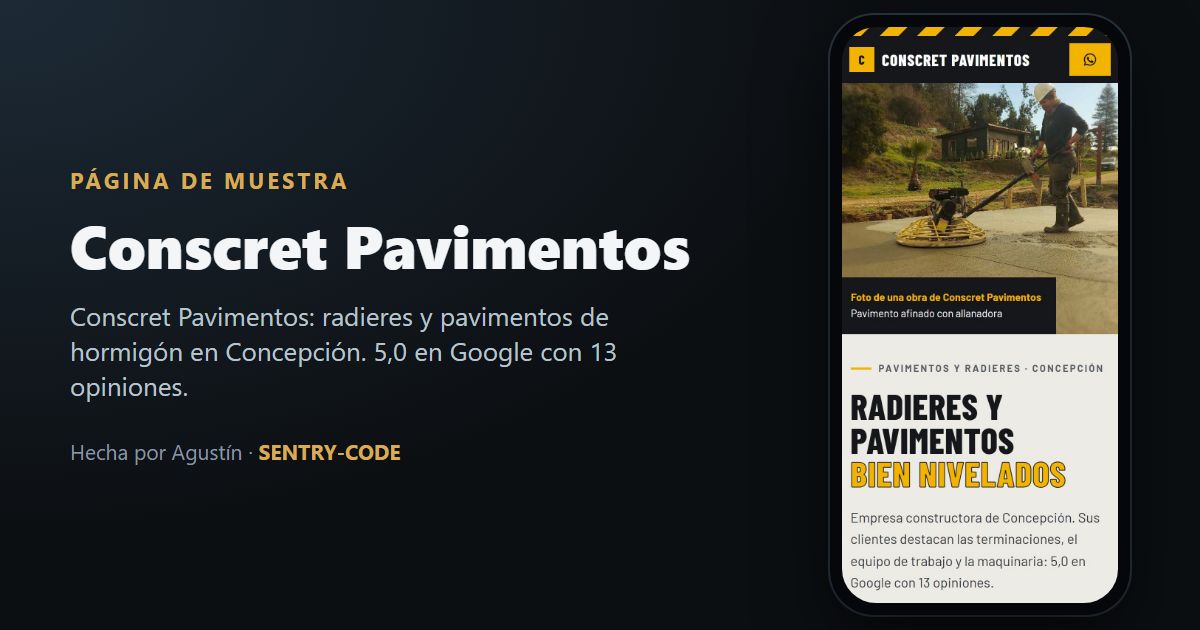 PÁGINA DE MUESTRA
Conscret Pavimentos
Conscret Pavimentos: radieres y pavimentos de
hormigón en Concepción. 5,0 en Google con 13
opiniones.
Hecha por Agustín · SENTRY-CODE
C CONSCRET PAVIMENTOS
Foto de una obra de Conscret Pavimentos
Pavimento afinado con allanadora
PAVIMENTOS Y RADIERES · CONCEPCIÓN
RADIERES Y
PAVIMENTOS
BIEN NIVELADOS
Empresa constructora de Concepción. Sus
clientes destacan las terminaciones, el
equipo de trabajo y la maquinaria: 5,0 en
Google con 13 opiniones.